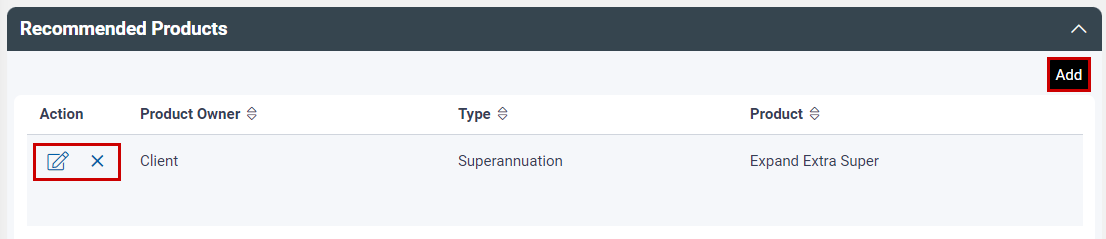 Recommended Products
Add
Action Product Owner Type Product
Client Superannuation Expand Extra Super